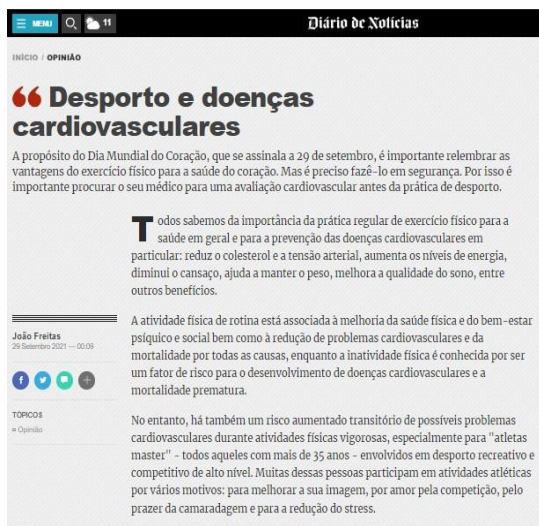 MENU 11 Diário de Notícias
INÍCIO / OPINIÃO
Desporto e doenças
cardiovasculares
A propósito do Dia Mundial do Coração, que se assinala a 29 de setembro, é importante relembrar as
vantagens do exercício físico para a saúde do coração. Mas é preciso fazê-lo em segurança. Por isso é
importante procurar o seu médico para uma avaliação cardiovascular antes da prática de desporto.
Todos sabemos da importância da prática regular de exercício físico para a
saúde em geral e para a prevenção das doenças cardiovasculares em
particular: reduz o colesterol e a tensão arterial, aumenta os níveis de energia,
diminui o cansaço, ajuda a manter o peso, melhora a qualidade do sono, entre
outros benefícios.
João Freitas
29 Setembro 2021 — 00:09
TÓPICOS
Opinião
A atividade física de rotina está associada à melhoria da saúde física e do bem-estar
psíquico e social bem como à redução de problemas cardiovasculares e da
mortalidade por todas as causas, enquanto a inatividade física é conhecida por ser
um fator de risco para o desenvolvimento de doenças cardiovasculares e a
mortalidade prematura.
No entanto, há também um risco aumentado transitório de possíveis problemas
cardiovasculares durante atividades físicas vigorosas, especialmente para "atletas
master" - todos aqueles com mais de 35 anos - envolvidos em desporto recreativo e
competitivo de alto nível. Muitas dessas pessoas participam em atividades atléticas
por vários motivos: para melhorar a sua imagem, por amor pela competição, pelo
prazer da camaradagem e para a redução do stress.